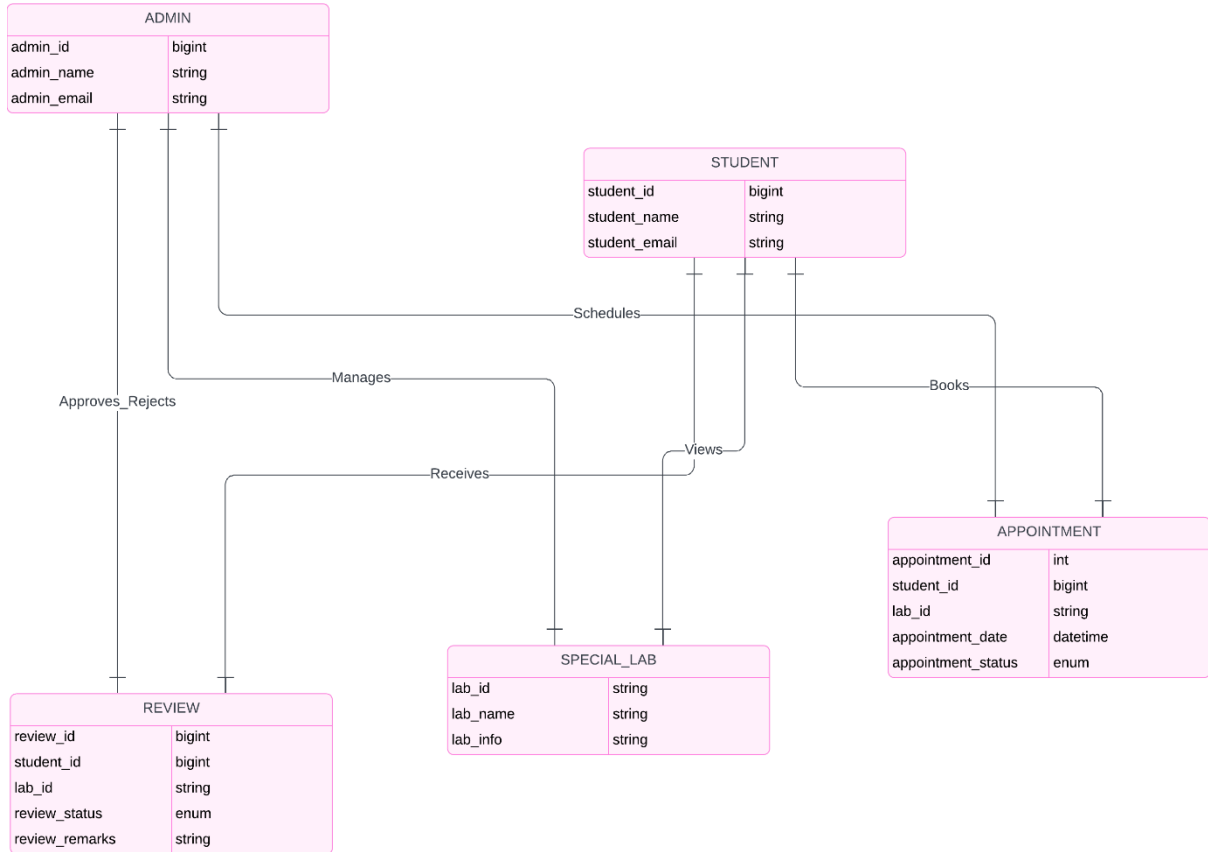 ADMIN
admin_id bigint
admin_name string
admin_email string
STUDENT
student_id bigint
student_name string
student_email string
Schedules
Manages
Books
Approves_Rejects
Views
Receives
APPOINTMENT
appointment_id int
student_id bigint
lab_id string
appointment_date datetime
appointment_status enum
SPECIAL_LAB
lab_id string
lab_name string
lab_info string
REVIEW
review_id bigint
student_id bigint
lab_id string
review_status enum
review_remarks string